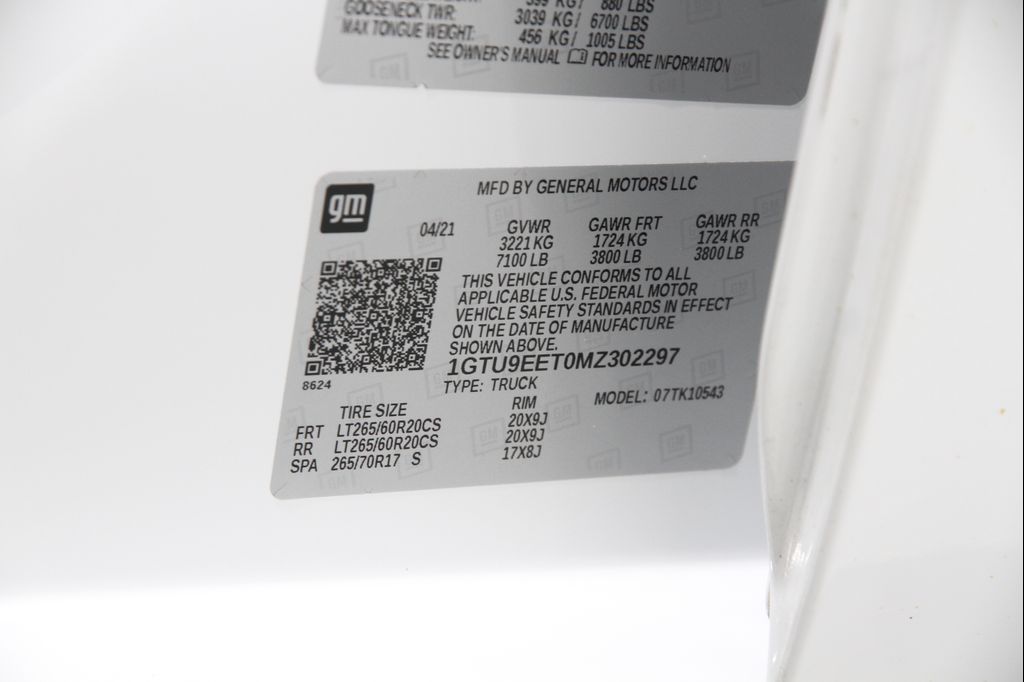 399 KG/ 880 LBS
GOOSENECK TWR: 3039 KG/ 6700 LBS
MAX TONGUE WEIGHT: 456 KG/ 1005 LBS
SEE OWNER'S MANUAL FOR MORE INFORMATION
gm
MFD BY GENERAL MOTORS LLC
04/21 GVWR GAWR FRT GAWR RR
3221 KG 1724 KG 1724 KG
7100 LB 3800 LB 3800 LB
THIS VEHICLE CONFORMS TO ALL
APPLICABLE U.S. FEDERAL MOTOR
VEHICLE SAFETY STANDARDS IN EFFECT
ON THE DATE OF MANUFACTURE
SHOWN ABOVE.
1GTU9EET0MZ302297
8624
TYPE: TRUCK
MODEL: 07TK10543
TIRE SIZE RIM
FRT LT265/60R20CS 20X9J
RR LT265/60R20CS 20X9J
SPA 265/70R17 S 17X8J